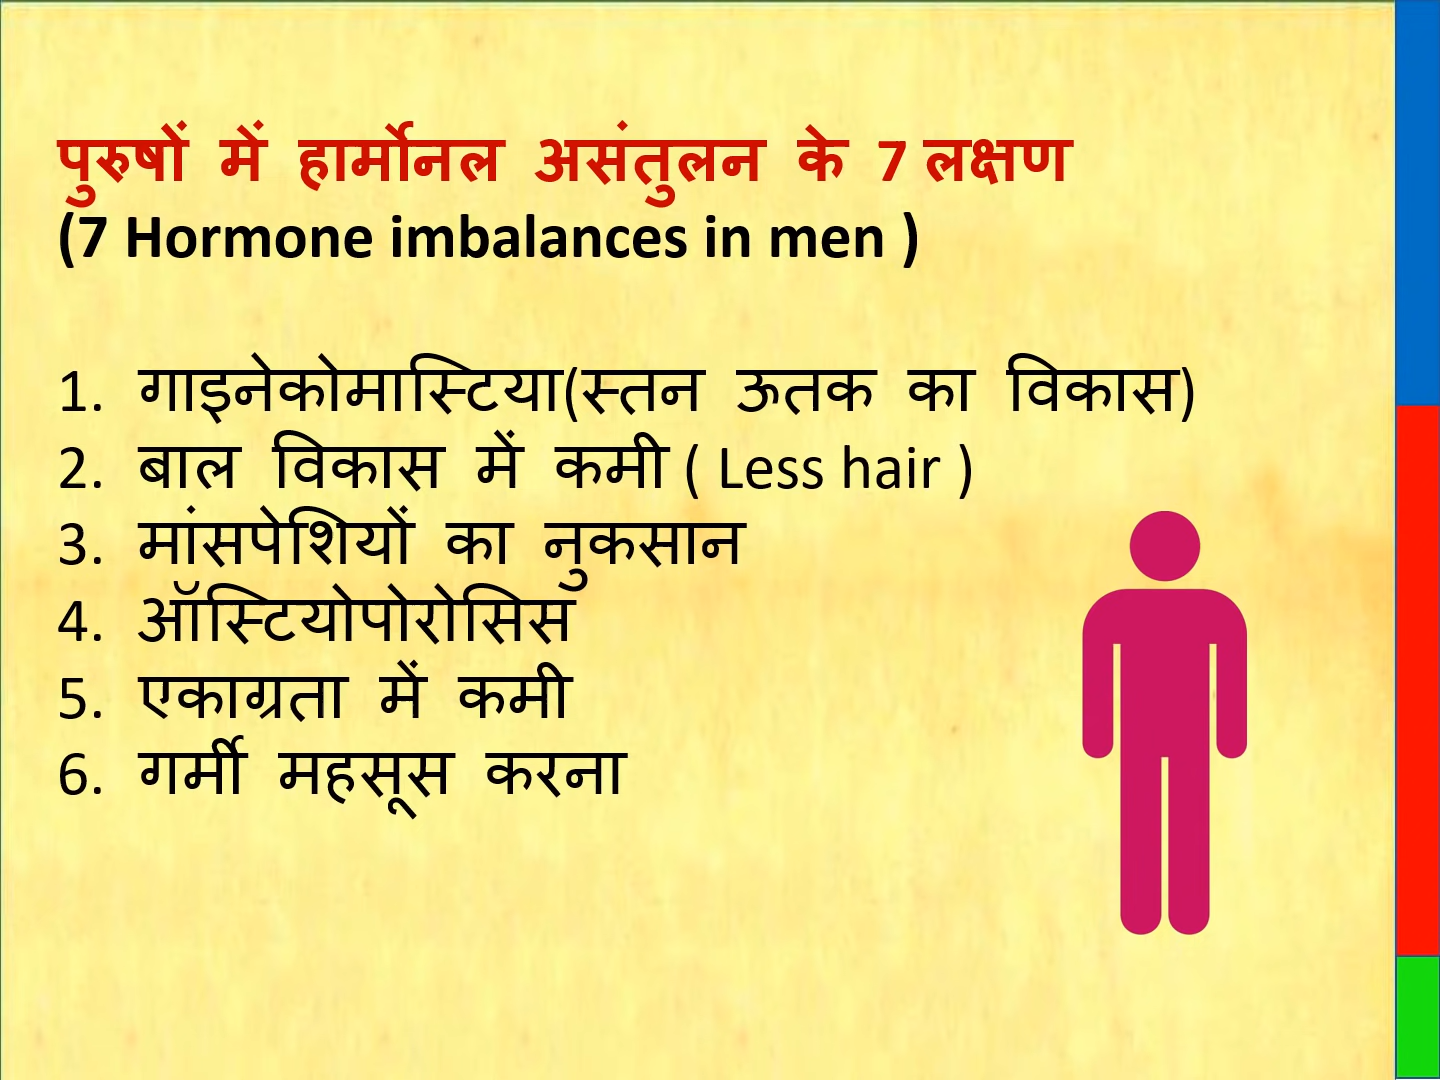 पुरुषों में हार्मोनल असंतुलन के 7 लक्षण
(7 Hormone imbalances in men )
1. गाइनेकोमास्टिया(स्तन ऊतक का विकास)
2. बाल विकास में कमी ( Less hair )
3. मांसपेशियों का नुकसान
4. ऑस्टियोपोरोसिस
5. एकाग्रता में कमी
6. गर्मी महसूस करना